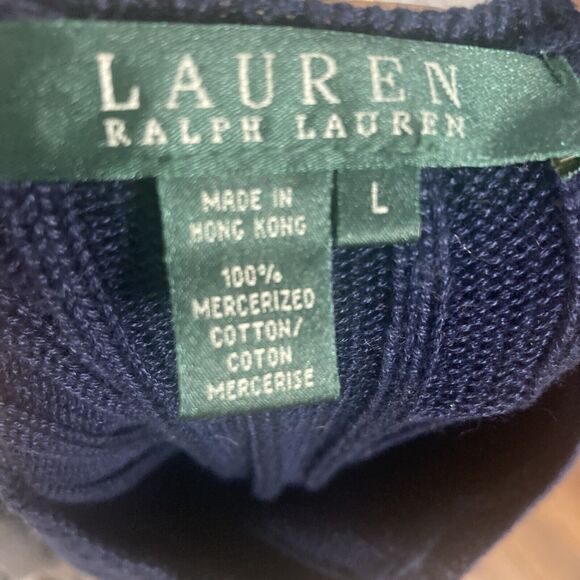 LAUREN
RALPH LAUREN
L
MADE IN
HONG KONG
100%
MERCERIZED
COTTON/
COTON
MERCERISE